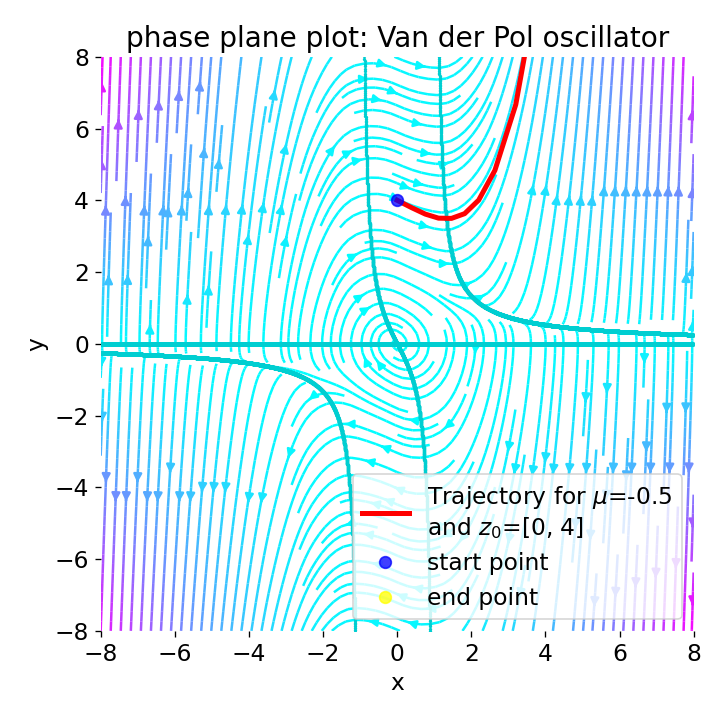 phase plane plot: Van der Pol oscillator
8
6
4
2
0
−2
−4
−6
−8
y
Trajectory for μ=-0.5
and z₀=[0, 4]
start point
end point
−8 −6 −4 −2 0 2 4 6 8
x